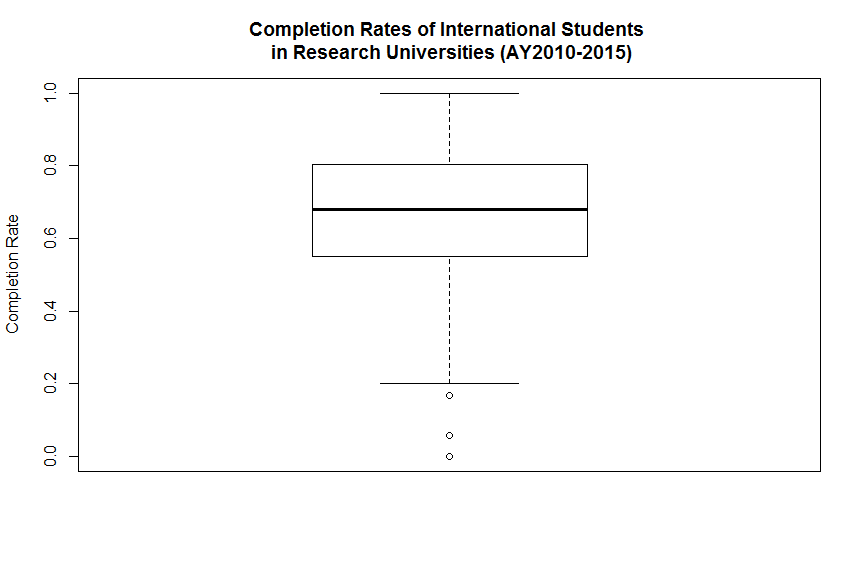 Completion Rates of International Students
in Research Universities (AY2010-2015)
1.0
0.8
0.6
0.4
0.2
0.0
Completion Rate